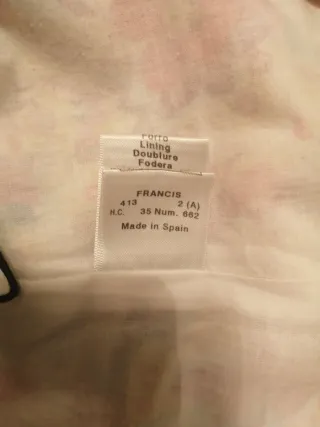 Forro
Lining
Doublure
Fodera
FRANCIS
413 2 (A)
H.C. 35 Num. 662
Made in Spain